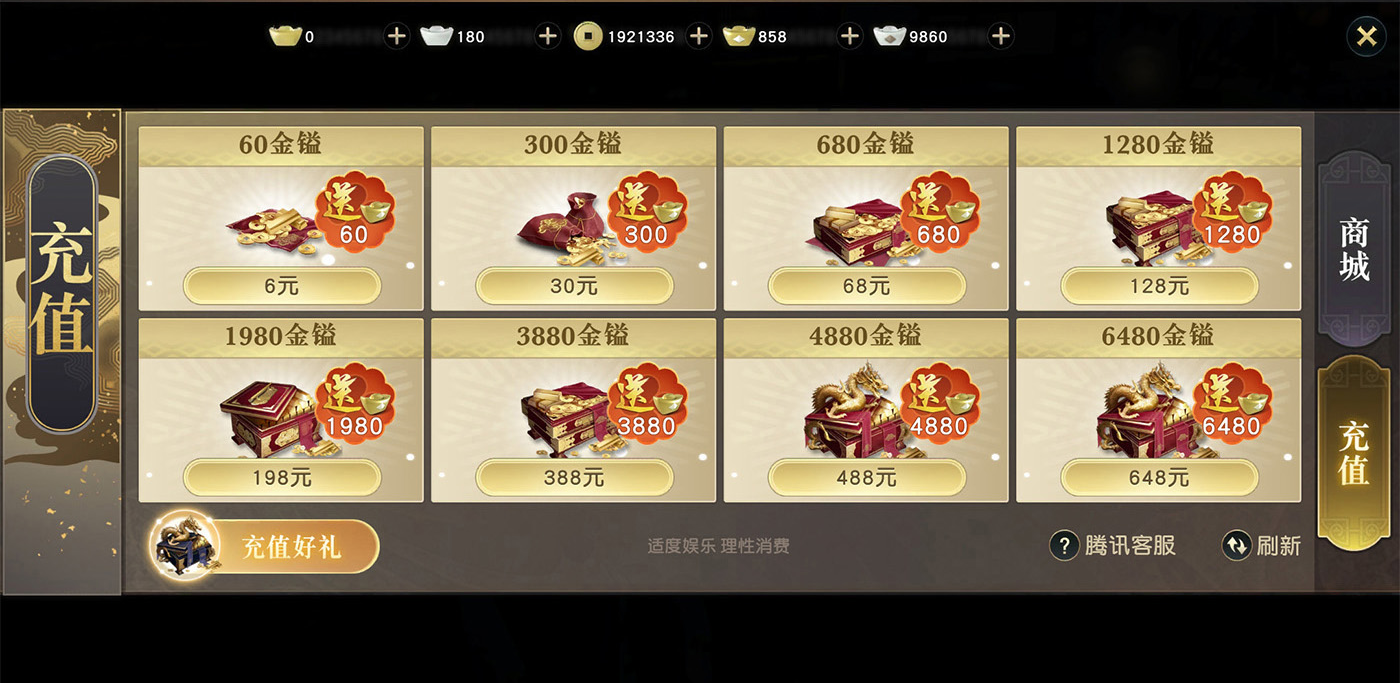 0
180
1921336
858
9860
充值
60金镒
送
60
6元
300金镒
送
300
30元
680金镒
送
680
68元
1280金镒
送
1280
128元
1980金镒
送
1980
198元
3880金镒
送
3880
388元
4880金镒
送
4880
488元
6480金镒
送
6480
648元
商城
充值
充值好礼
适度娱乐 理性消费
?
腾讯客服
刷新